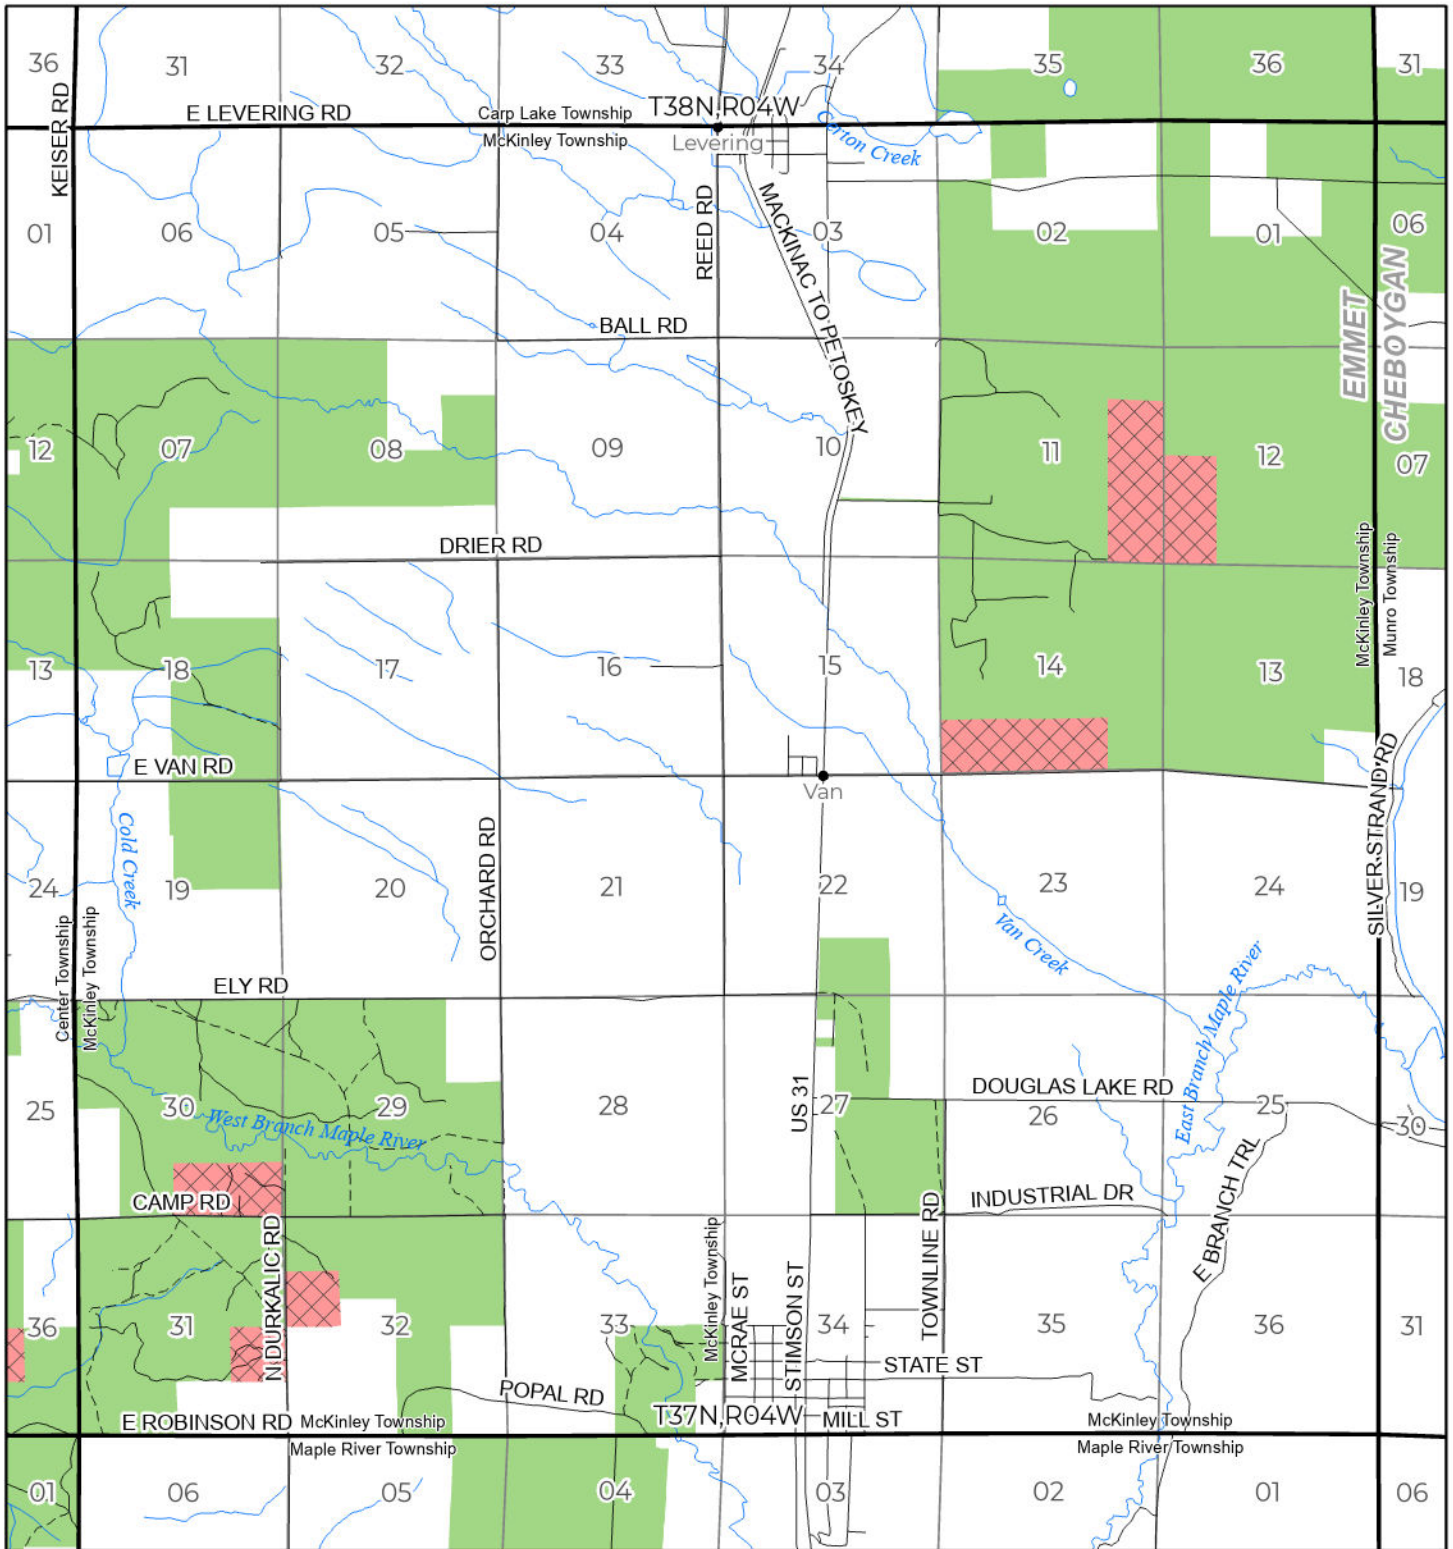 36
31
32
33
34
35
36
31
E LEVERING RD
Carp Lake Township
T38N,R04W
McKinley Township
Levering
Certon Creek
KEISER RD
01
06
05
04
REED RD
MACKINAC TO PETOSKEY
03
02
01
06
EMMET
CHEBOYGAN
BALL RD
12
07
08
09
10
11
12
07
DRIER RD
McKinley Township
Munro Township
13
18
17
16
15
14
13
18
E VAN RD
Van
SILVER STRAND RD
Cold Creek
ORCHARD RD
24
19
20
21
22
23
24
19
Van Creek
Center Township
McKinley Township
ELY RD
East Branch Maple River
25
30
29
28
US 31
27
DOUGLAS LAKE RD
26
25
30
West Branch Maple River
CAMP RD
INDUSTRIAL DR
E BRANCH TRL
N DURKALIC RD
McKinley Township
MCRAE ST
STIMSON ST
TOWNLINE RD
36
31
32
33
34
35
36
31
STATE ST
POPAL RD
E ROBINSON RD
McKinley Township
T37N,R04W
MILL ST
McKinley Township
Maple River Township
Maple River Township
01
06
05
04
03
02
01
06